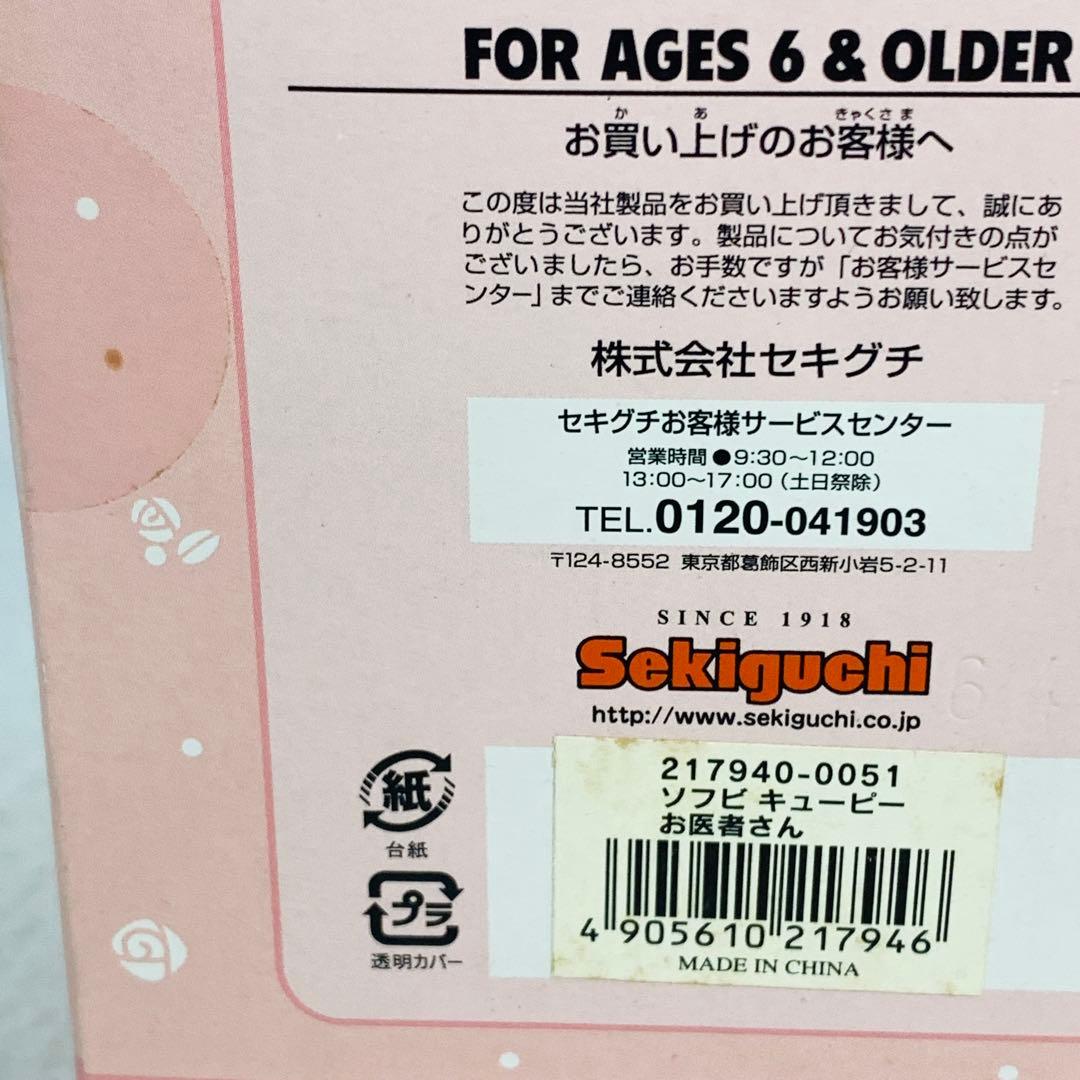 FOR AGES 6 & OLDER
お買い上げのお客様へ
この度は当社製品をお買い上げ頂きまして、誠にあ
りがとうございます。製品についてお気付きの点が
ございましたら、お手数ですが「お客様サービスセ
ンター」までご連絡くださいますようお願い致します。
株式会社セキグチ
セキグチお客様サービスセンター
営業時間●9:30〜12:00
13:00〜17:00（土日祭除）
TEL.0120-041903
〒124-8552 東京都葛飾区西新小岩5-2-11
SINCE 1918
Sekiguchi
http://www.sekiguchi.co.jp
紙
台紙
プラ
透明カバー
217940-0051
ソフビ キューピー
お医者さん
4 905610 217946
MADE IN CHINA